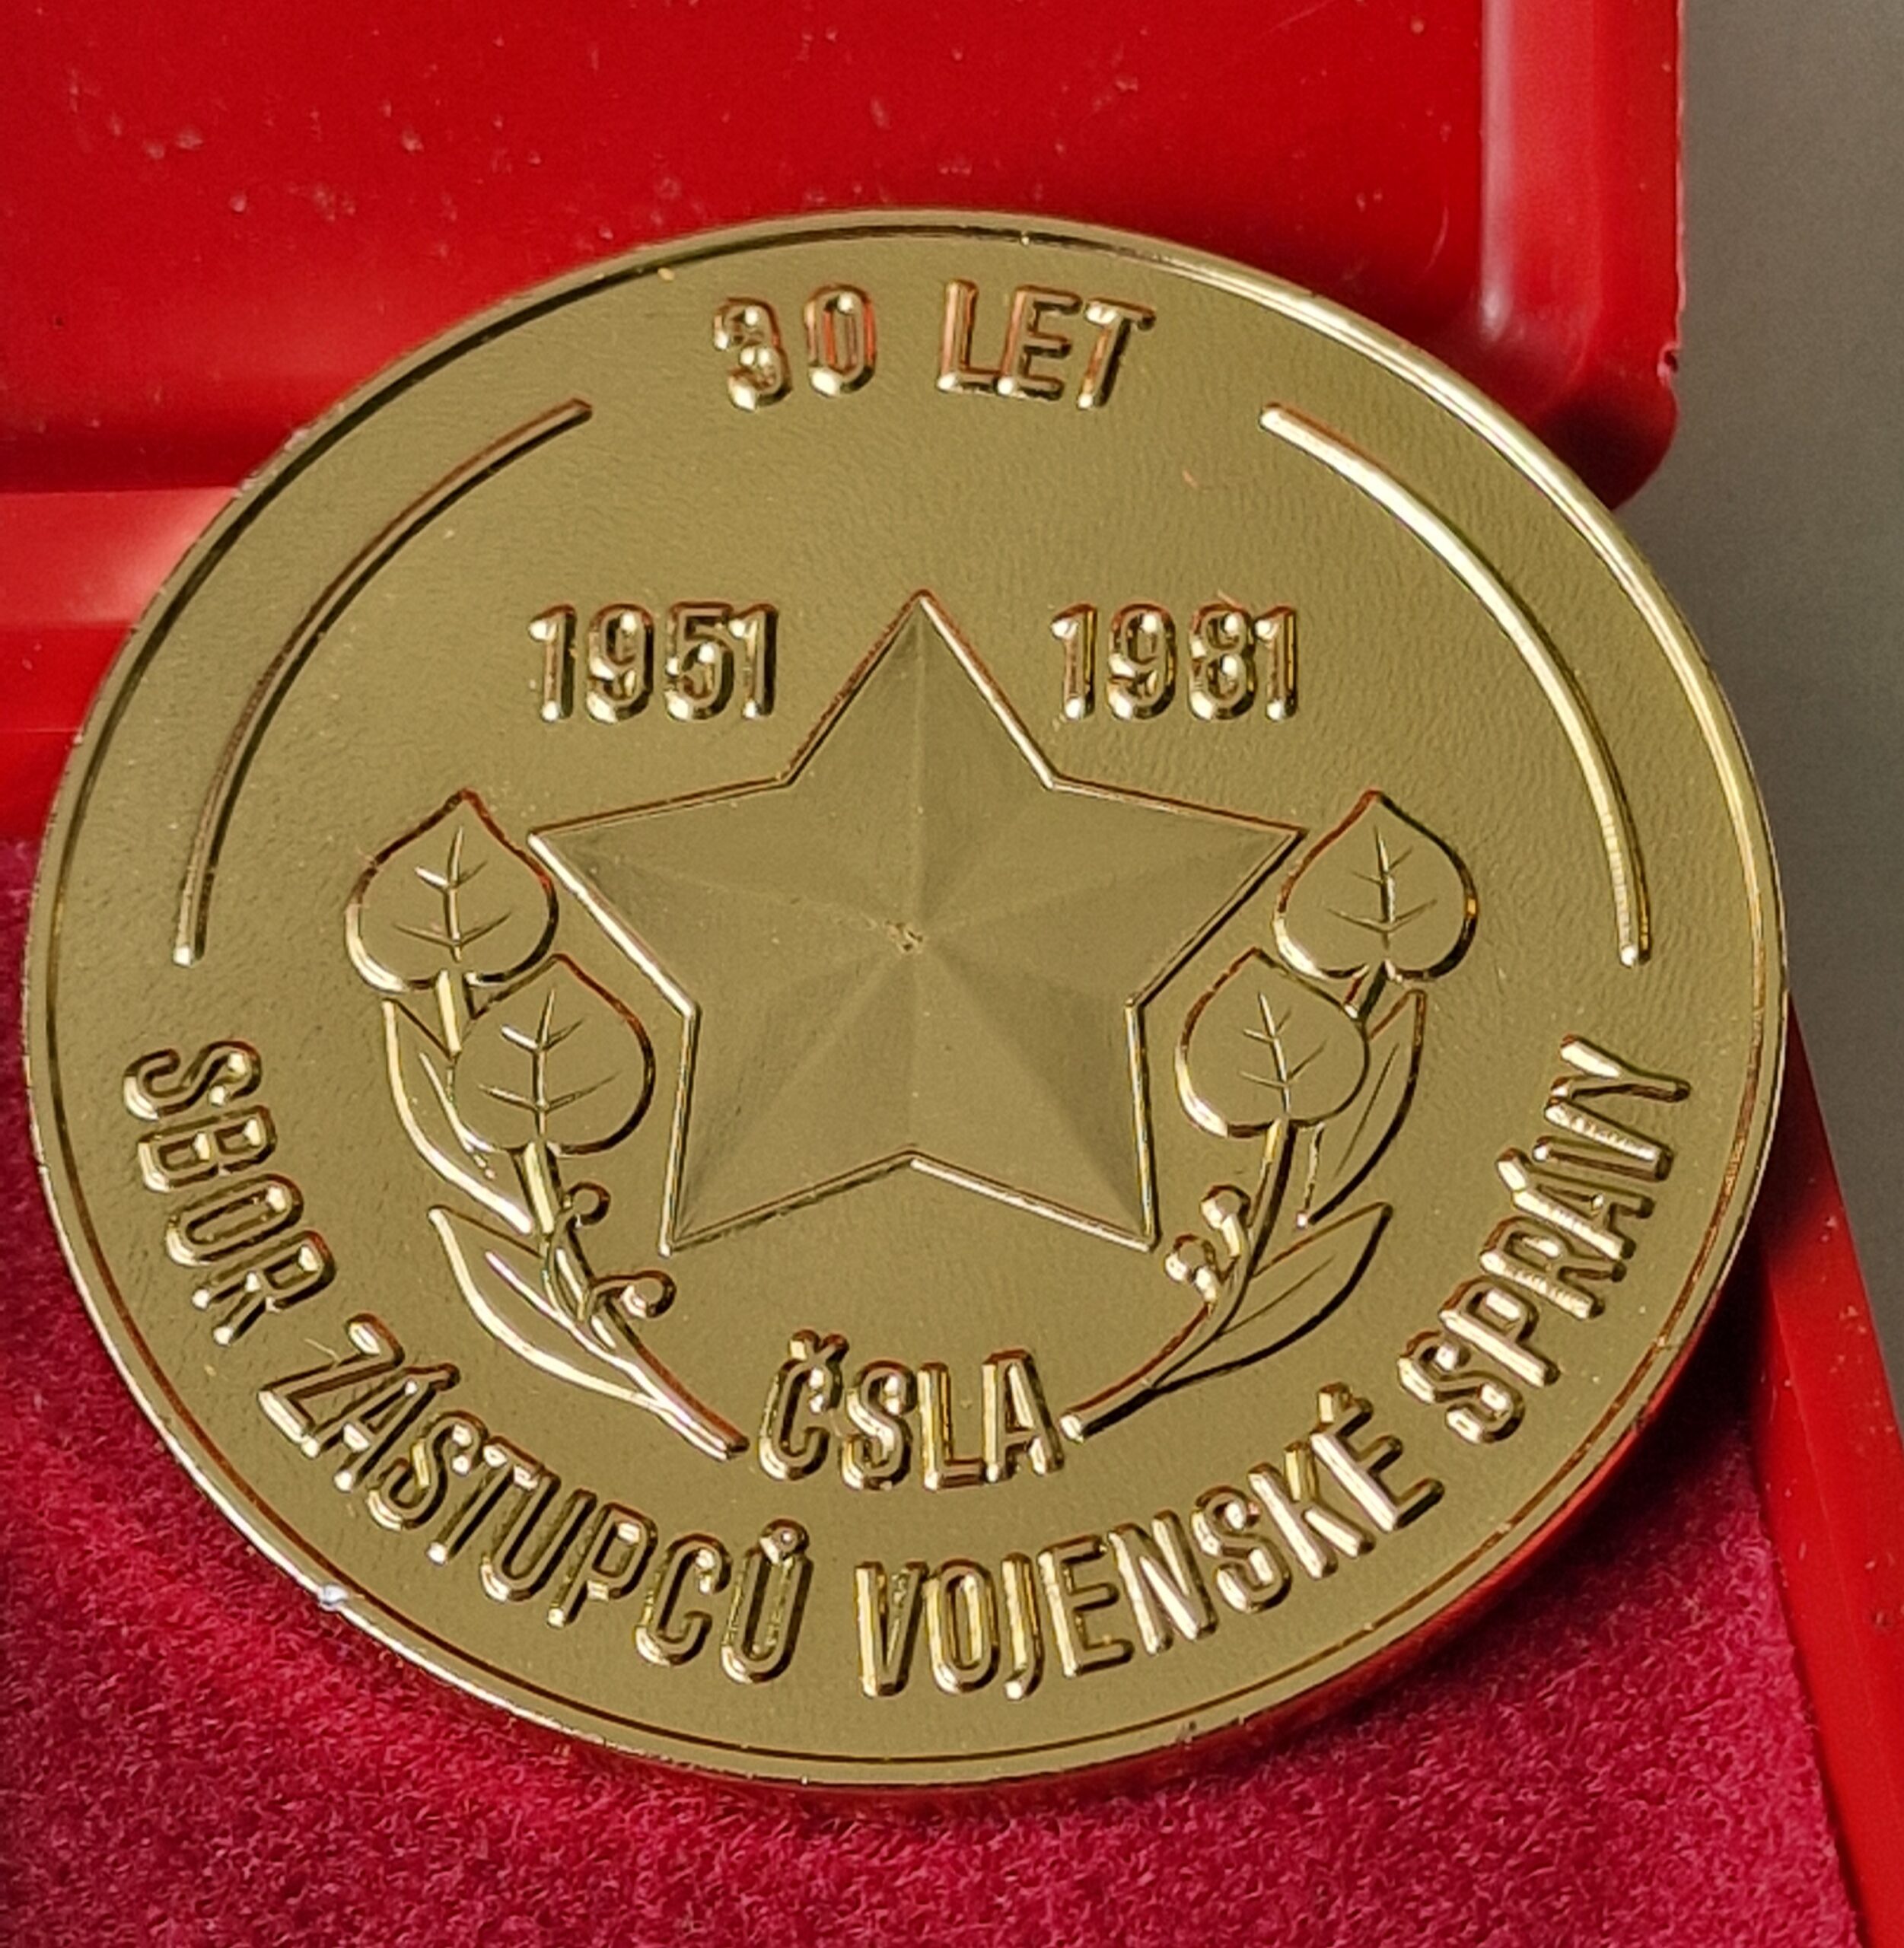 30 LET
1951 1981
ČSLA
SBOR ZÁSTUPCŮ VOJENSKÉ SPRÁVY